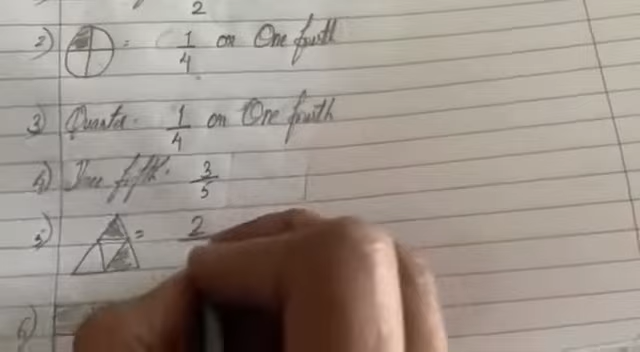 2
2) = 1/4 or One fourth
3) Quarter = 1/4 or One fourth
4) Three fifth = 3/5
5) = 2
6)